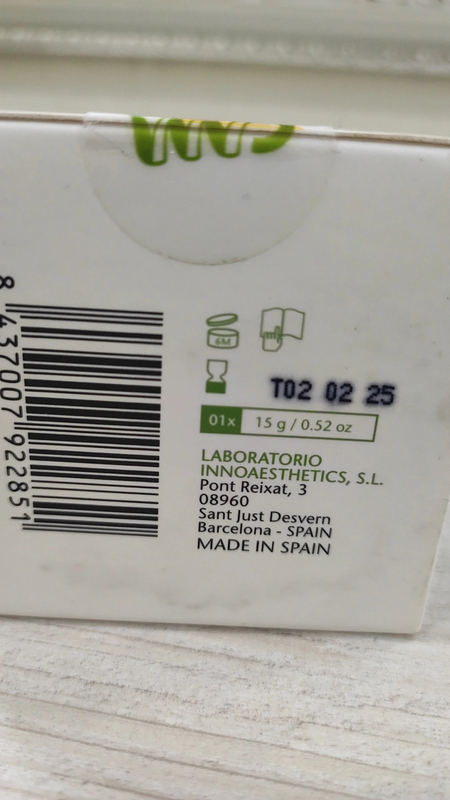 8 437007 922851
6M
T02 02 25
01x 15 g / 0.52 oz
LABORATORIO
INNOAESTHETICS, S.L.
Pont Reixat, 3
08960
Sant Just Desvern
Barcelona - SPAIN
MADE IN SPAIN